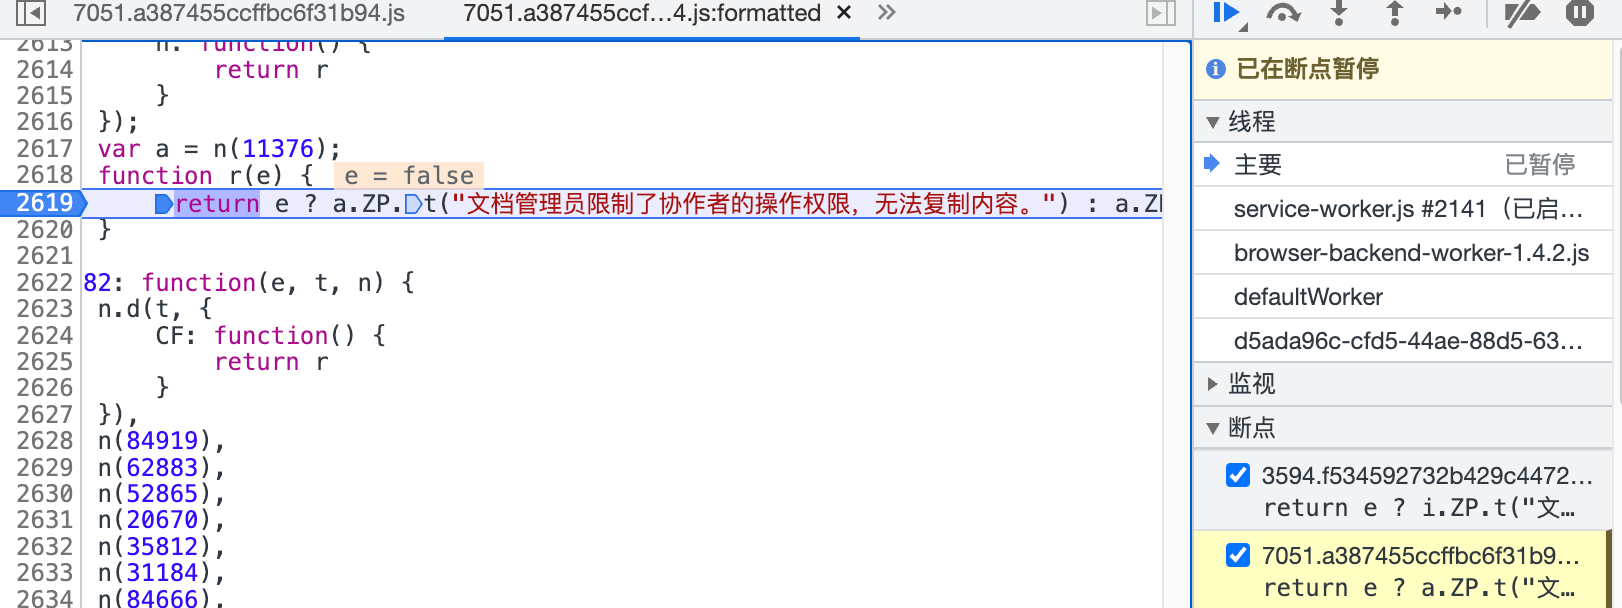 7051.a387455ccffbc6f31b94.js
7051.a387455ccf…4.js:formatted × »
2613 n: function() {
2614 return r
2615 }
2616 });
2617 var a = n(11376);
2618 function r(e) { e = false
2619 return e ? a.ZP.t("文档管理员限制了协作者的操作权限，无法复制内容。") : a.ZI
2620 }
2621
2622 82: function(e, t, n) {
2623 n.d(t, {
2624 CF: function() {
2625 return r
2626 }
2627 }),
2628 n(84919),
2629 n(62883),
2630 n(52865),
2631 n(20670),
2632 n(35812),
2633 n(31184),
2634 n(84666),
已在断点暂停
线程
主要 已暂停
service-worker.js #2141（已启…
browser-backend-worker-1.4.2.js
defaultWorker
d5ada96c-cfd5-44ae-88d5-63…
监视
断点
3594.f534592732b429c4472…
return e ? i.ZP.t("文…
7051.a387455ccffbc6f31b9…
return e ? a.ZP.t("文…